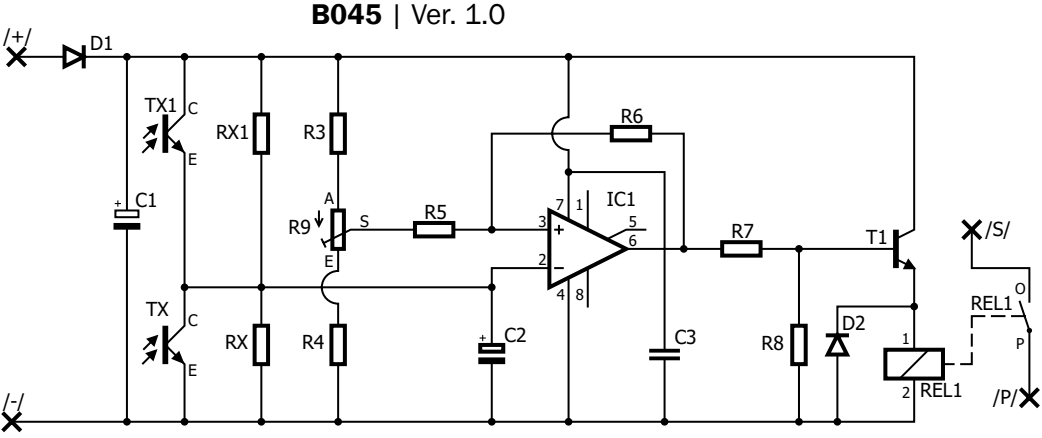 B045 | Ver. 1.0
/+/
D1
TX1
C
E
RX1
R3
R6
C1
+
A
R9
S
E
R5
7
1
IC1
3
+
5
6
2
−
4
8
R7
T1
/S/
TX
C
E
RX
R4
+
C2
C3
R8
D2
1
REL1
2
REL1
O
P
/P/
/-/